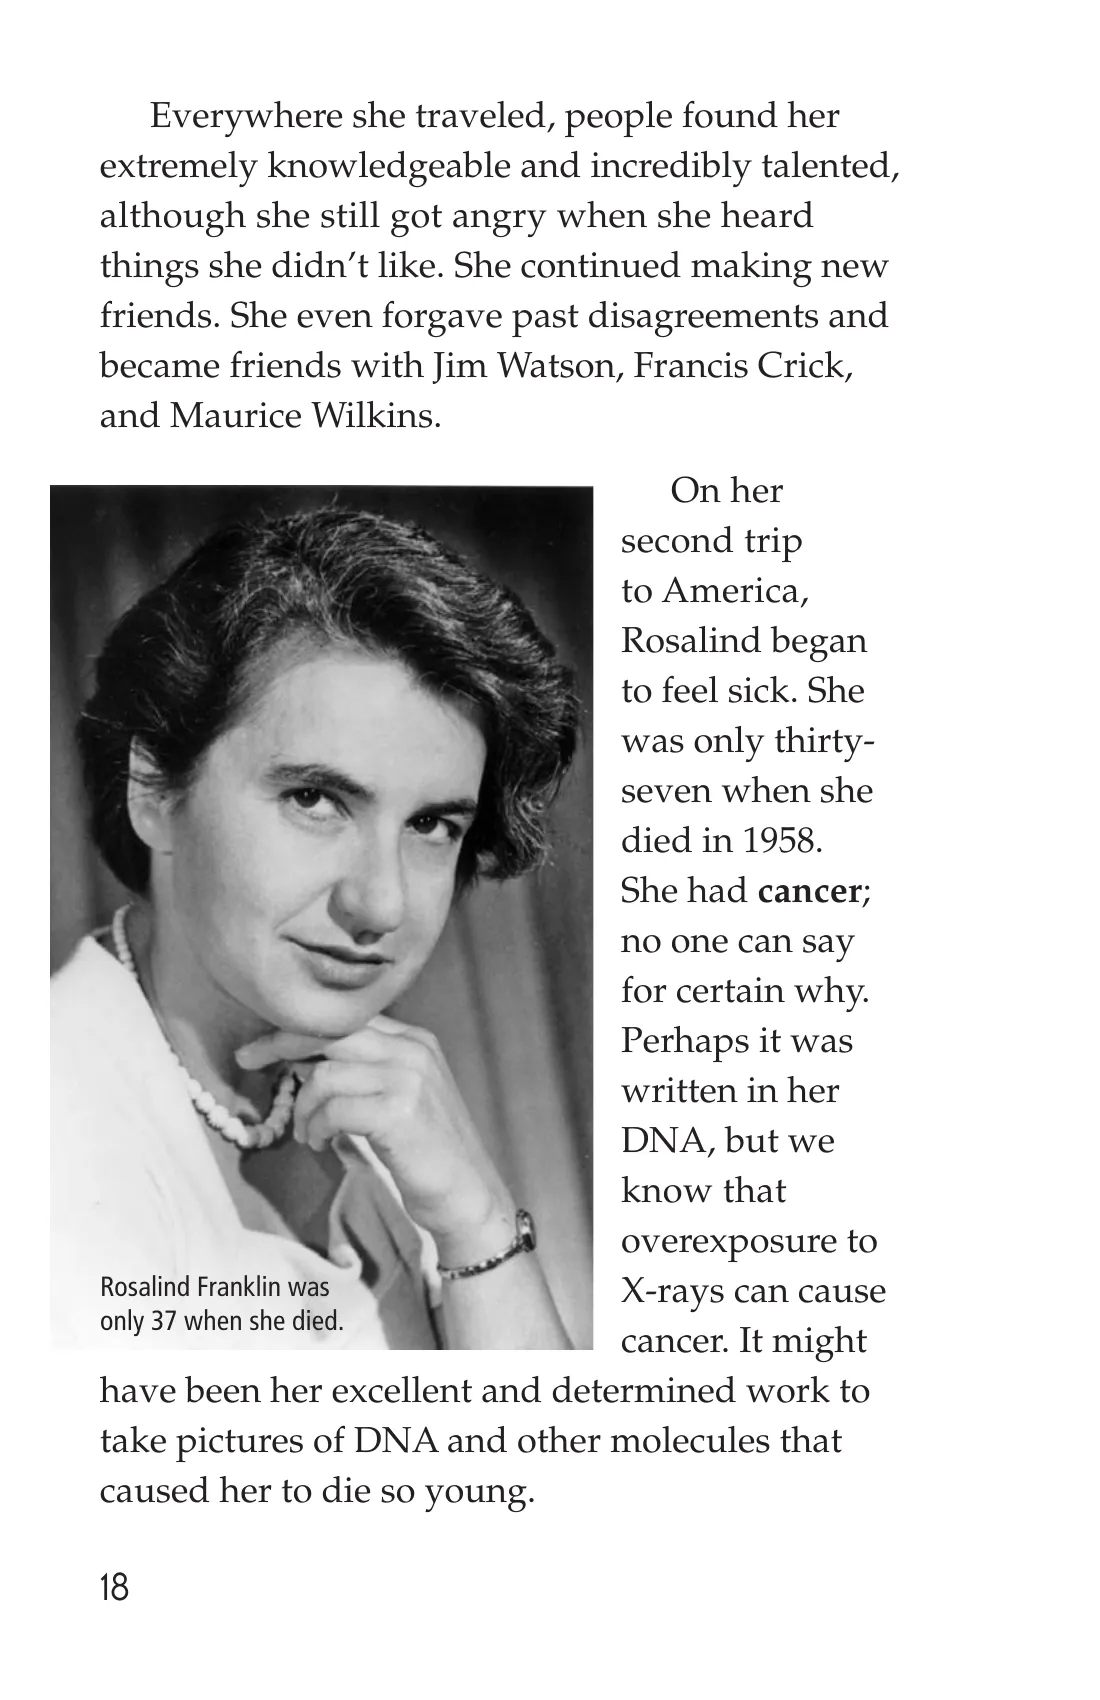 Everywhere she traveled, people found her
extremely knowledgeable and incredibly talented,
although she still got angry when she heard
things she didn’t like. She continued making new
friends. She even forgave past disagreements and
became friends with Jim Watson, Francis Crick,
and Maurice Wilkins.
On her
second trip
to America,
Rosalind began
to feel sick. She
was only thirty-
seven when she
died in 1958.
She had cancer;
no one can say
for certain why.
Perhaps it was
written in her
DNA, but we
know that
overexposure to
X-rays can cause
cancer. It might
have been her excellent and determined work to
take pictures of DNA and other molecules that
caused her to die so young.
Rosalind Franklin was
only 37 when she died.
18